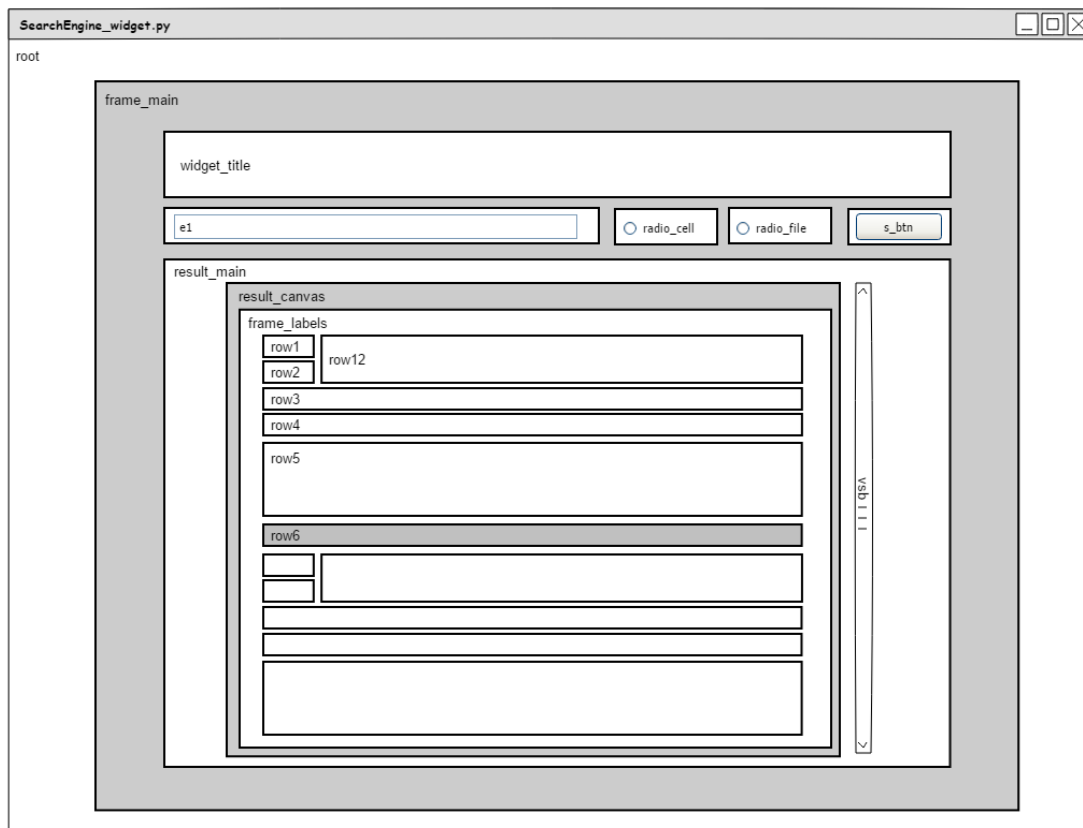 SearchEngine_widget.py
root
frame_main
widget_title
e1
radio_cell
radio_file
s_btn
result_main
result_canvas
frame_labels
row1
row12
row2
row3
row4
row5
vsb
row6